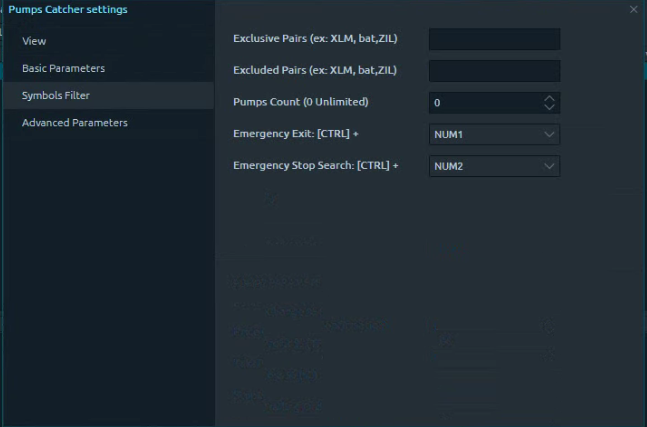 Pumps Catcher settings
View
Basic Parameters
Symbols Filter
Advanced Parameters
Exclusive Pairs (ex: XLM, bat,ZIL)
Excluded Pairs (ex: XLM, bat,ZIL)
Pumps Count (0 Unlimited) 0
Emergency Exit: [CTRL] + NUM1
Emergency Stop Search: [CTRL] + NUM2